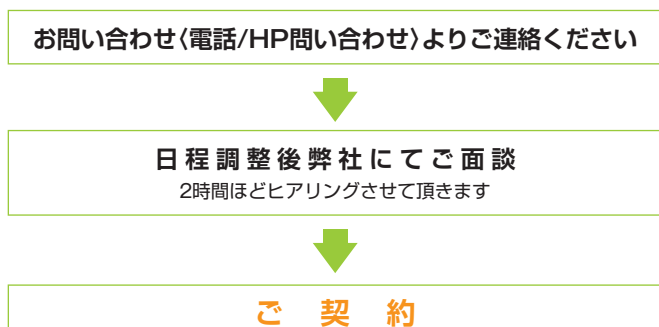 お問い合わせ〈電話/HP問い合わせ〉よりご連絡ください
日程調整後弊社にてご面談
2時間ほどヒアリングさせて頂きます
ご契約